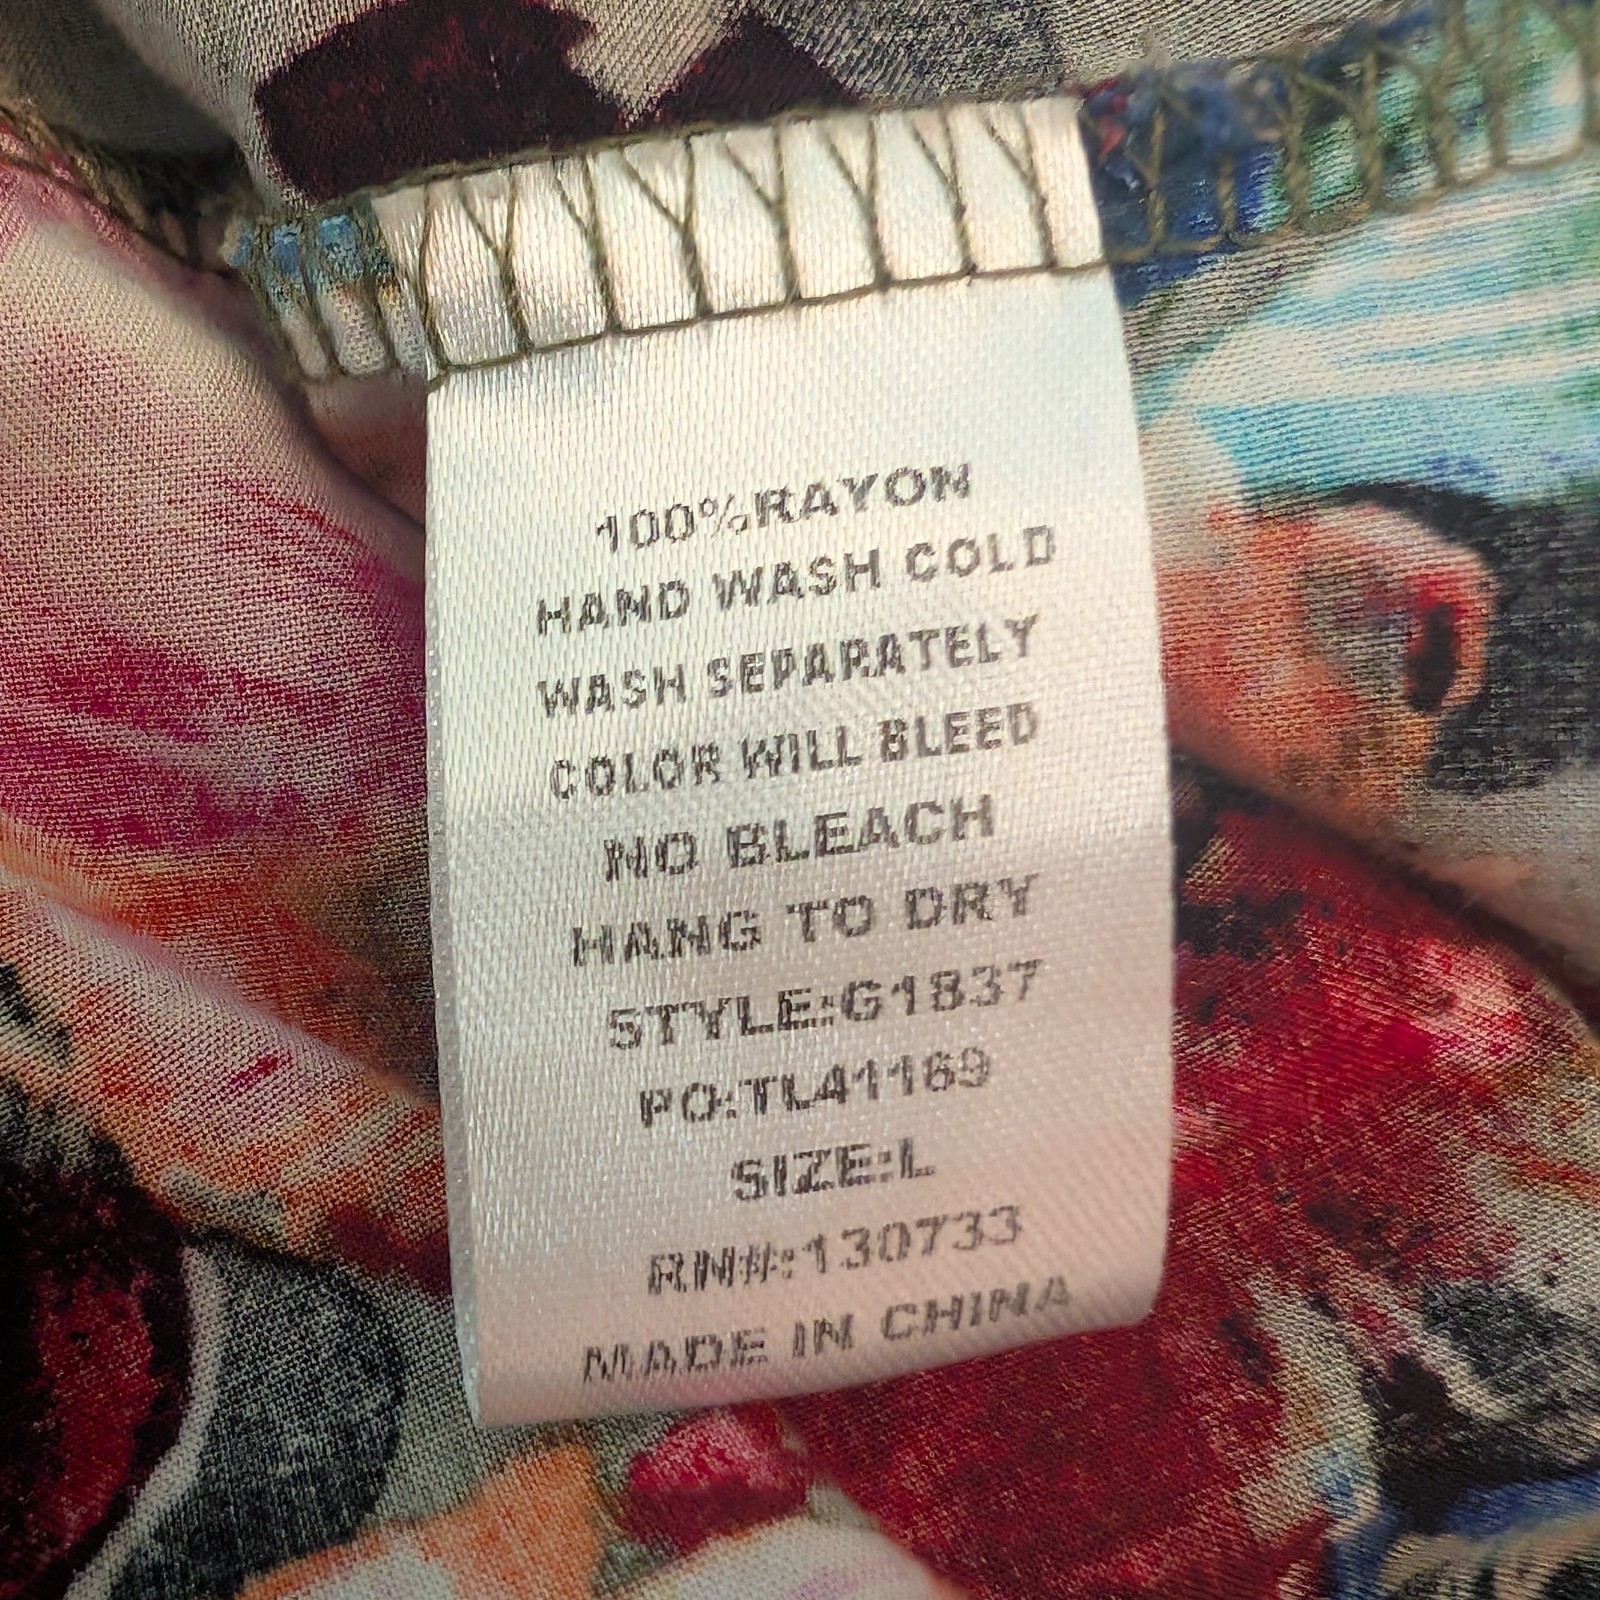 100%RAYON
HAND WASH COLD
WASH SEPARATELY
COLOR WILL BLEED
NO BLEACH
HANG TO DRY
STYLE:G1837
PO:TL41169
SIZE:L
RN#:130733
MADE IN CHINA